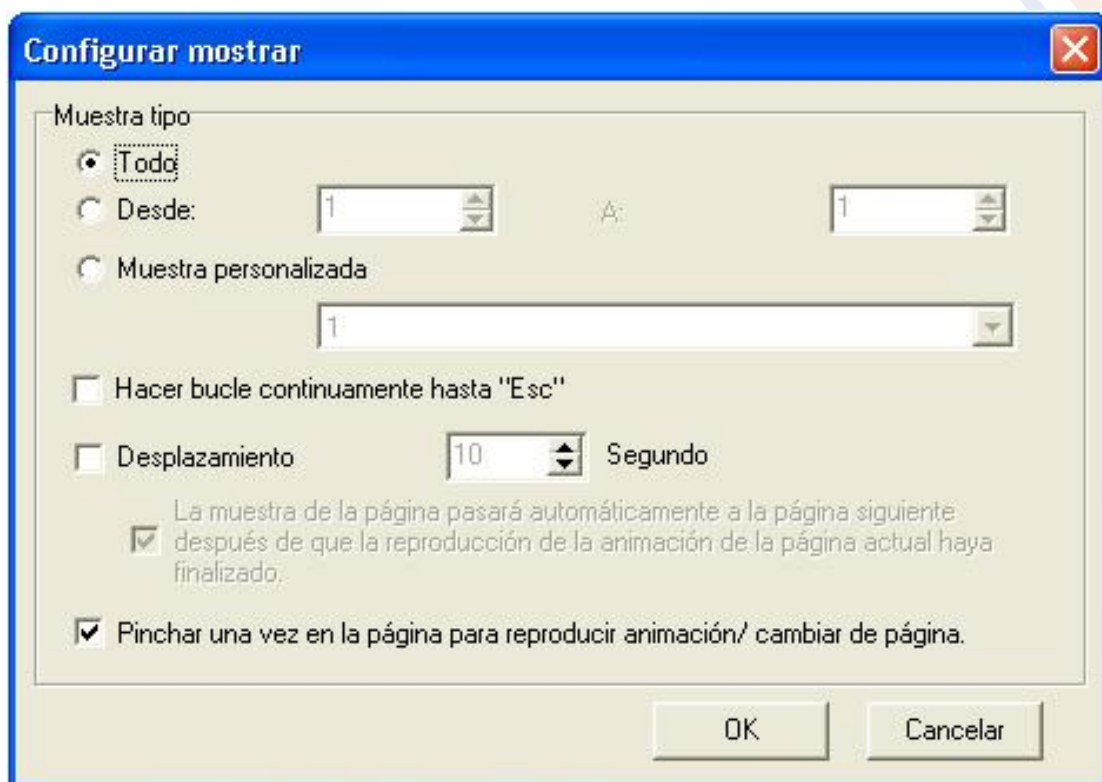 Configurar mostrar
Muestra tipo
Todo
Desde: 1 A: 1
Muestra personalizada
1
Hacer bucle continuamente hasta "Esc"
Desplazamiento 10 Segundo
La muestra de la página pasará automáticamente a la página siguiente
después de que la reproducción de la animación de la página actual haya
finalizado.
Pinchar una vez en la página para reproducir animación/ cambiar de página.
OK Cancelar